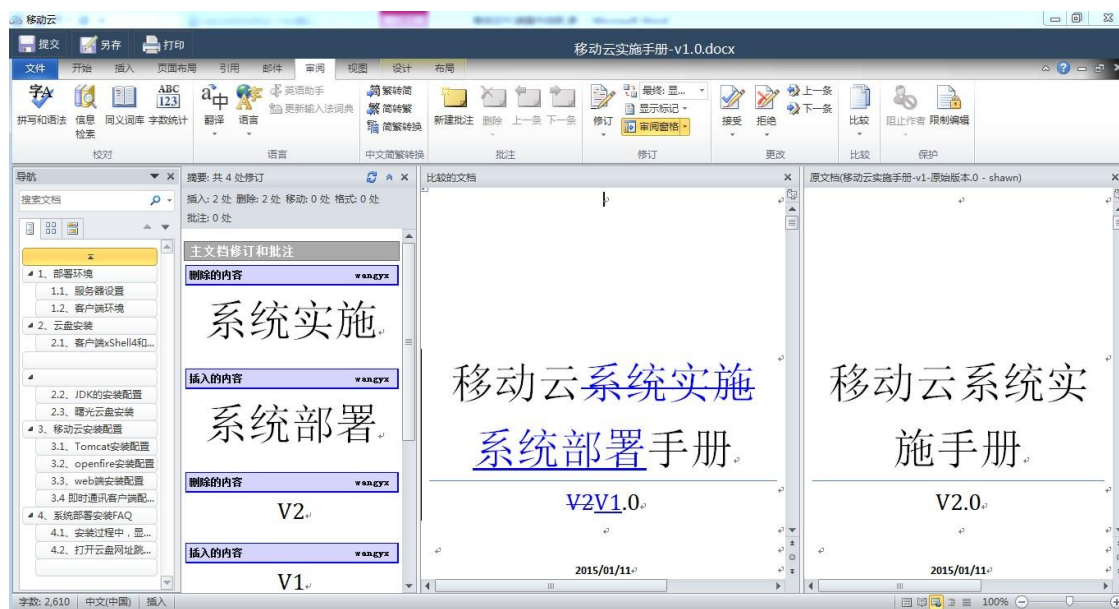 移动云
提交 另存 打印 移动云实施手册-v1.0.docx
文件 开始 插入 页面布局 引用 邮件 审阅 视图 设计 布局
拼写和语法 信息检索 同义词库 字数统计 翻译 语言 英语助手 更新输入法词典 繁转简 简转繁 简繁转换 新建批注 删除 上一条 下一条 修订 最终: 显... 显示标记 审阅窗格 接受 拒绝 上一条 下一条 比较 阻止作者 限制编辑
校对 语言 中文简繁转换 批注 修订 更改 比较 保护
导航
搜索文档
1、部署环境
1.1、服务器设置
1.2、客户端环境
2、云盘安装
2.1、客户端xShell4和...
2.2、JDK的安装配置
2.3、曙光云盘安装
3、移动云安装配置
3.1、Tomcat安装配置
3.2、openfire安装配置
3.3、web端安装配置
3.4 即时通讯客户端配...
4、系统部署安装FAQ
4.1、安装过程中，显...
4.2、打开云盘网址跳...
摘要: 共 4 处修订
插入: 2 处 删除: 2 处 移动: 0 处 格式: 0 处
批注: 0 处
主文档修订和批注
删除的内容 wangyx
系统实施
插入的内容 wangyx
系统部署
删除的内容 wangyx
V2
插入的内容 wangyx
V1
比较的文档
移动云系统实施
系统部署手册
V2V1.0
2015/01/11
原文档(移动云实施手册-v1-原始版本.0 - shawn)
移动云系统实
施手册
V2.0
2015/01/11
字数: 2,610 中文(中国) 插入 100%